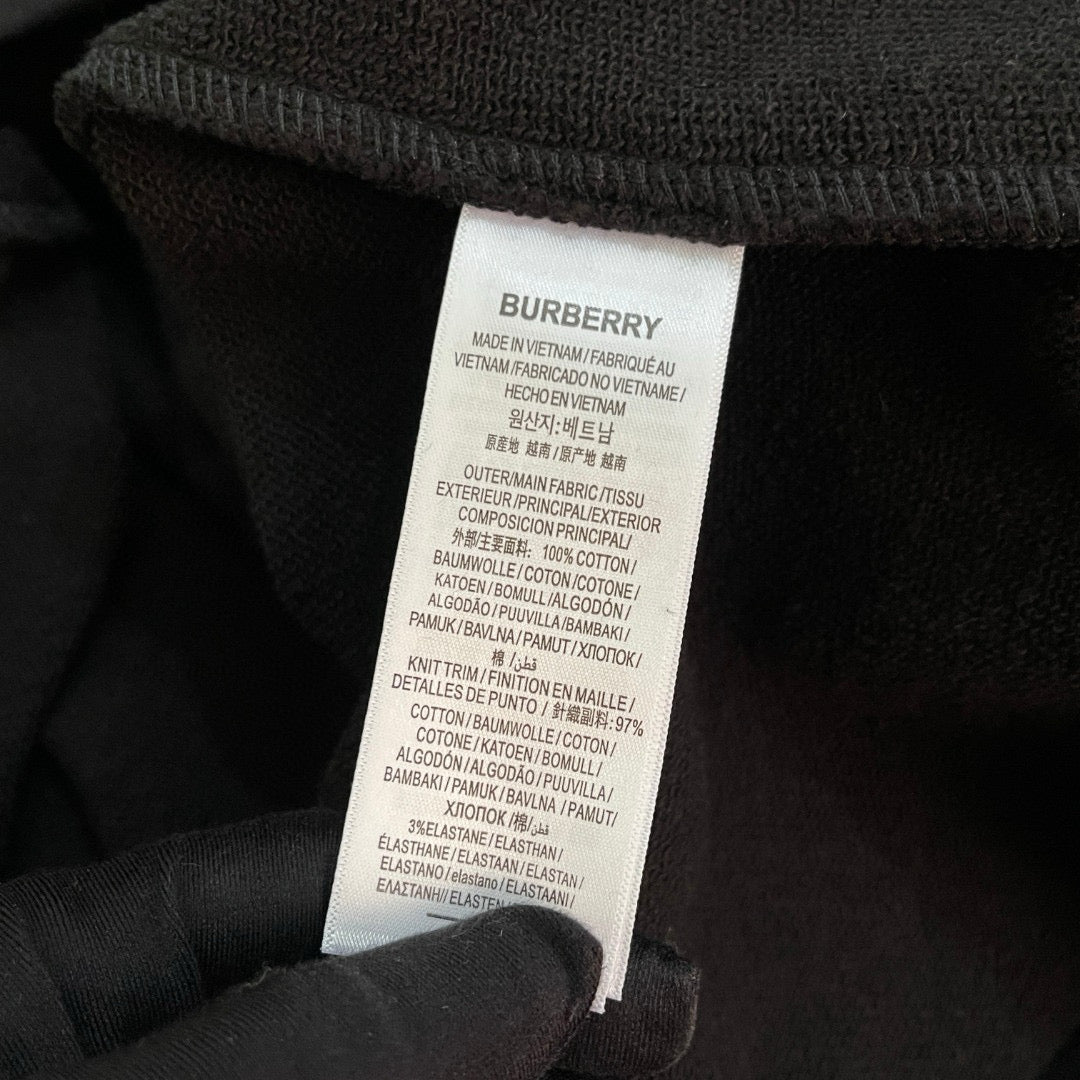 BURBERRY
MADE IN VIETNAM / FABRIQUÉ AU
VIETNAM /FABRICADO NO VIETNAME /
HECHO EN VIETNAM
원산지:베트남
原産地 越南 / 原产地 越南
OUTER/MAIN FABRIC /TISSU
EXTERIEUR /PRINCIPAL/EXTERIOR
COMPOSICION PRINCIPAL/
外部/主要面料: 100% COTTON /
BAUMWOLLE / COTON /COTONE /
KATOEN / BOMULL /ALGODÓN /
ALGODÃO / PUUVILLA /BAMBAKI /
PAMUK / BAVLNA / PAMUT / ХЛОПОК /
棉 /قطن/
KNIT TRIM / FINITION EN MAILLE /
DETALLES DE PUNTO / 針織副料: 97%
COTTON / BAUMWOLLE / COTON /
COTONE / KATOEN / BOMULL /
ALGODÓN / ALGODÃO / PUUVILLA /
BAMBAKI / PAMUK / BAVLNA / PAMUT/
ХЛОПОК /棉/قطن/
3%ELASTANE / ELASTHAN /
ÉLASTHANE / ELASTAAN / ELASTAN /
ELASTANO / elastano / ELASTAANI /
ΕΛΑΣΤΑΝΗ// ELASTEN /